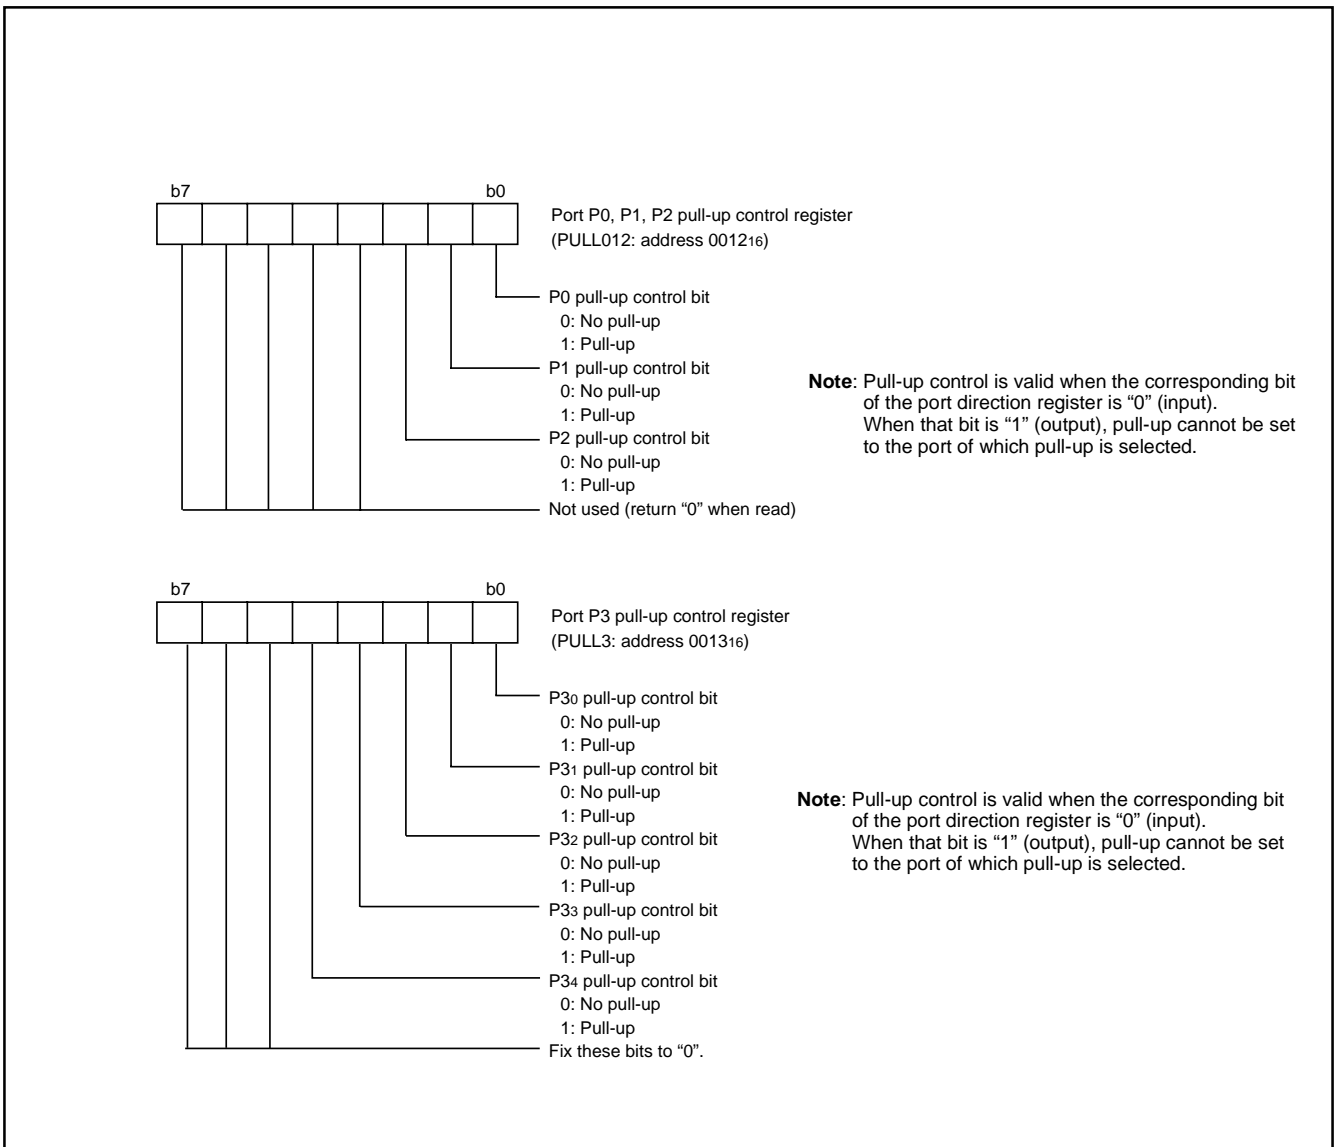 b7 b0
Port P0, P1, P2 pull-up control register
(PULL012: address 001216)
P0 pull-up control bit
0: No pull-up
1: Pull-up
P1 pull-up control bit
0: No pull-up
1: Pull-up
P2 pull-up control bit
0: No pull-up
1: Pull-up
Not used (return “0” when read)
Note: Pull-up control is valid when the corresponding bit
of the port direction register is “0” (input).
When that bit is “1” (output), pull-up cannot be set
to the port of which pull-up is selected.
b7 b0
Port P3 pull-up control register
(PULL3: address 001316)
P30 pull-up control bit
0: No pull-up
1: Pull-up
P31 pull-up control bit
0: No pull-up
1: Pull-up
P32 pull-up control bit
0: No pull-up
1: Pull-up
P33 pull-up control bit
0: No pull-up
1: Pull-up
P34 pull-up control bit
0: No pull-up
1: Pull-up
Fix these bits to “0”.
Note: Pull-up control is valid when the corresponding bit
of the port direction register is “0” (input).
When that bit is “1” (output), pull-up cannot be set
to the port of which pull-up is selected.